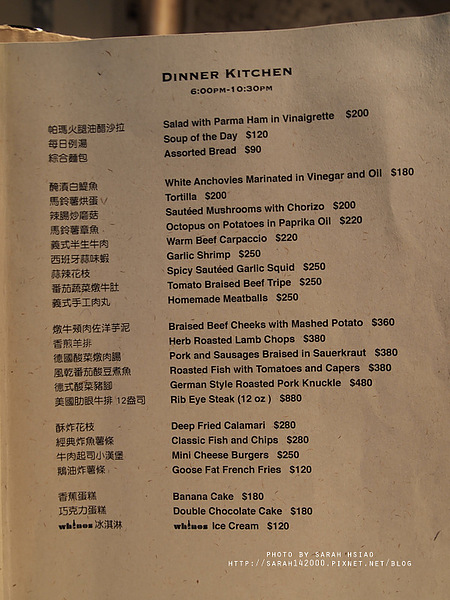 DINNER KITCHEN
6:00PM-10:30PM
帕瑪火腿油醋沙拉 Salad with Parma Ham in Vinaigrette $200
每日例湯 Soup of the Day $120
綜合麵包 Assorted Bread $90
醃漬白鯷魚 White Anchovies Marinated in Vinegar and Oil $180
馬鈴薯烘蛋 Tortilla $200
辣腸炒蘑菇 Sautéed Mushrooms with Chorizo $200
馬鈴薯章魚 Octopus on Potatoes in Paprika Oil $220
義式半生牛肉 Warm Beef Carpaccio $220
西班牙蒜味蝦 Garlic Shrimp $250
蒜辣花枝 Spicy Sautéed Garlic Squid $250
番茄蔬菜燉牛肚 Tomato Braised Beef Tripe $250
義式手工肉丸 Homemade Meatballs $250
燉牛頰肉佐洋芋泥 Braised Beef Cheeks with Mashed Potato $360
香煎羊排 Herb Roasted Lamb Chops $380
德國酸菜燉肉腸 Pork and Sausages Braised in Sauerkraut $380
風乾番茄酸豆煮魚 Roasted Fish with Tomatoes and Capers $380
德式酸菜豬腳 German Style Roasted Pork Knuckle $480
美國肋眼牛排 12盎司 Rib Eye Steak (12 oz ) $880
酥炸花枝 Deep Fried Calamari $280
經典炸魚薯條 Classic Fish and Chips $280
牛肉起司小漢堡 Mini Cheese Burgers $250
鵝油炸薯條 Goose Fat French Fries $120
香蕉蛋糕 Banana Cake $180
巧克力蛋糕 Double Chocolate Cake $180
whinos 冰淇淋 whinos Ice Cream $120
PHOTO BY SARAH HSIAO
HTTP://SARAH142000.PIXNET.NET/BLOG